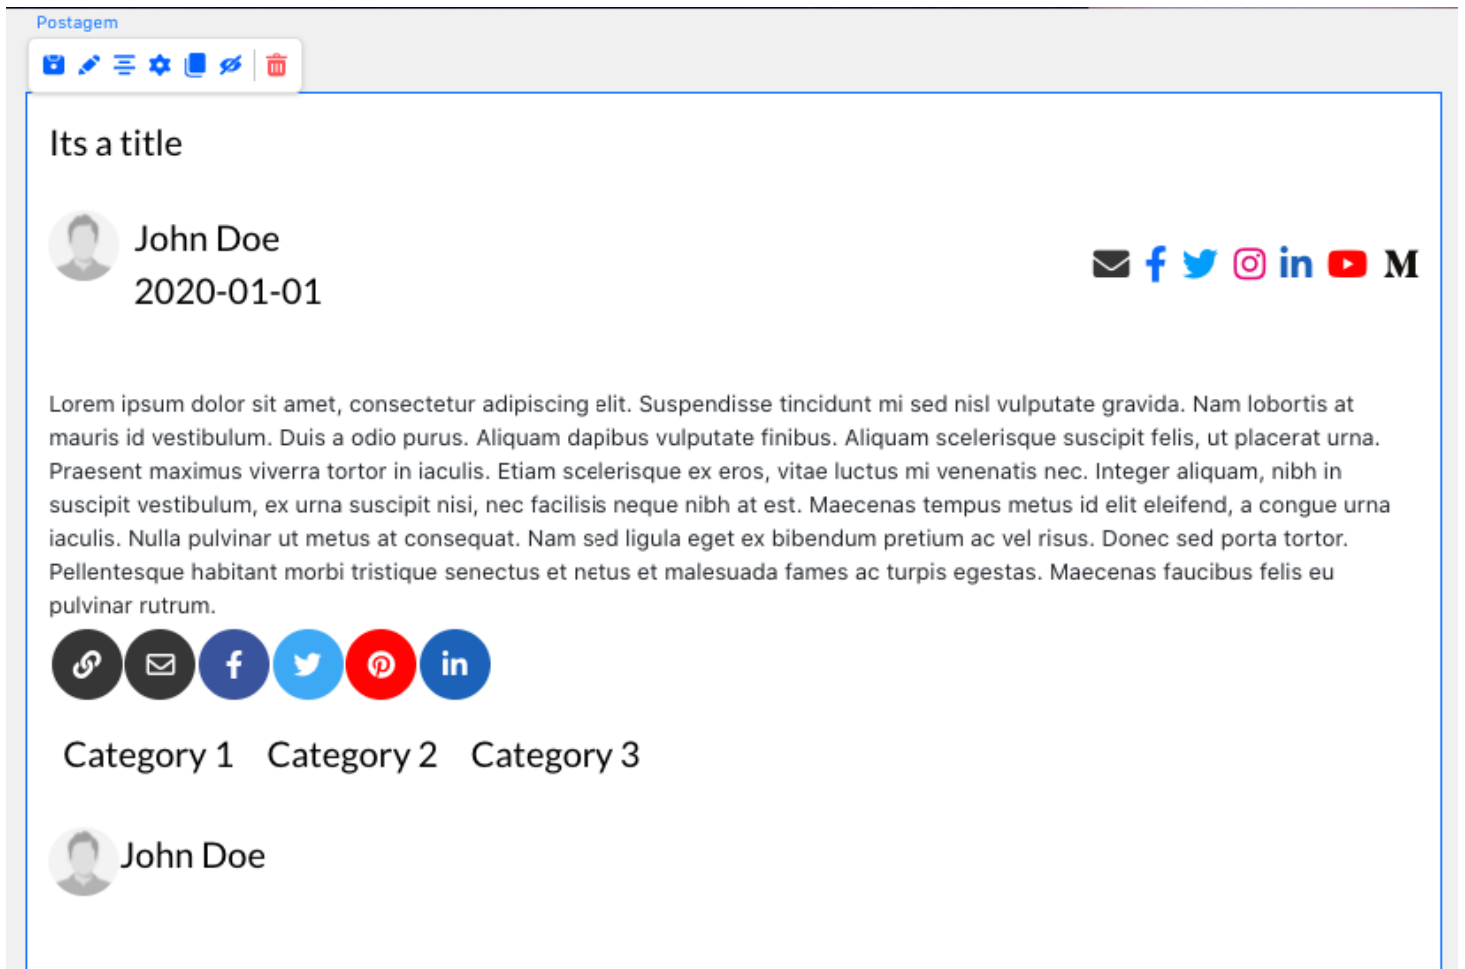 Postagem
Its a title
John Doe
2020-01-01
Lorem ipsum dolor sit amet, consectetur adipiscing elit. Suspendisse tincidunt mi sed nisl vulputate gravida. Nam lobortis at
mauris id vestibulum. Duis a odio purus. Aliquam dapibus vulputate finibus. Aliquam scelerisque suscipit felis, ut placerat urna.
Praesent maximus viverra tortor in iaculis. Etiam scelerisque ex eros, vitae luctus mi venenatis nec. Integer aliquam, nibh in
suscipit vestibulum, ex urna suscipit nisi, nec facilisis neque nibh at est. Maecenas tempus metus id elit eleifend, a congue urna
iaculis. Nulla pulvinar ut metus at consequat. Nam sed ligula eget ex bibendum pretium ac vel risus. Donec sed porta tortor.
Pellentesque habitant morbi tristique senectus et netus et malesuada fames ac turpis egestas. Maecenas faucibus felis eu
pulvinar rutrum.
Category 1 Category 2 Category 3
John Doe